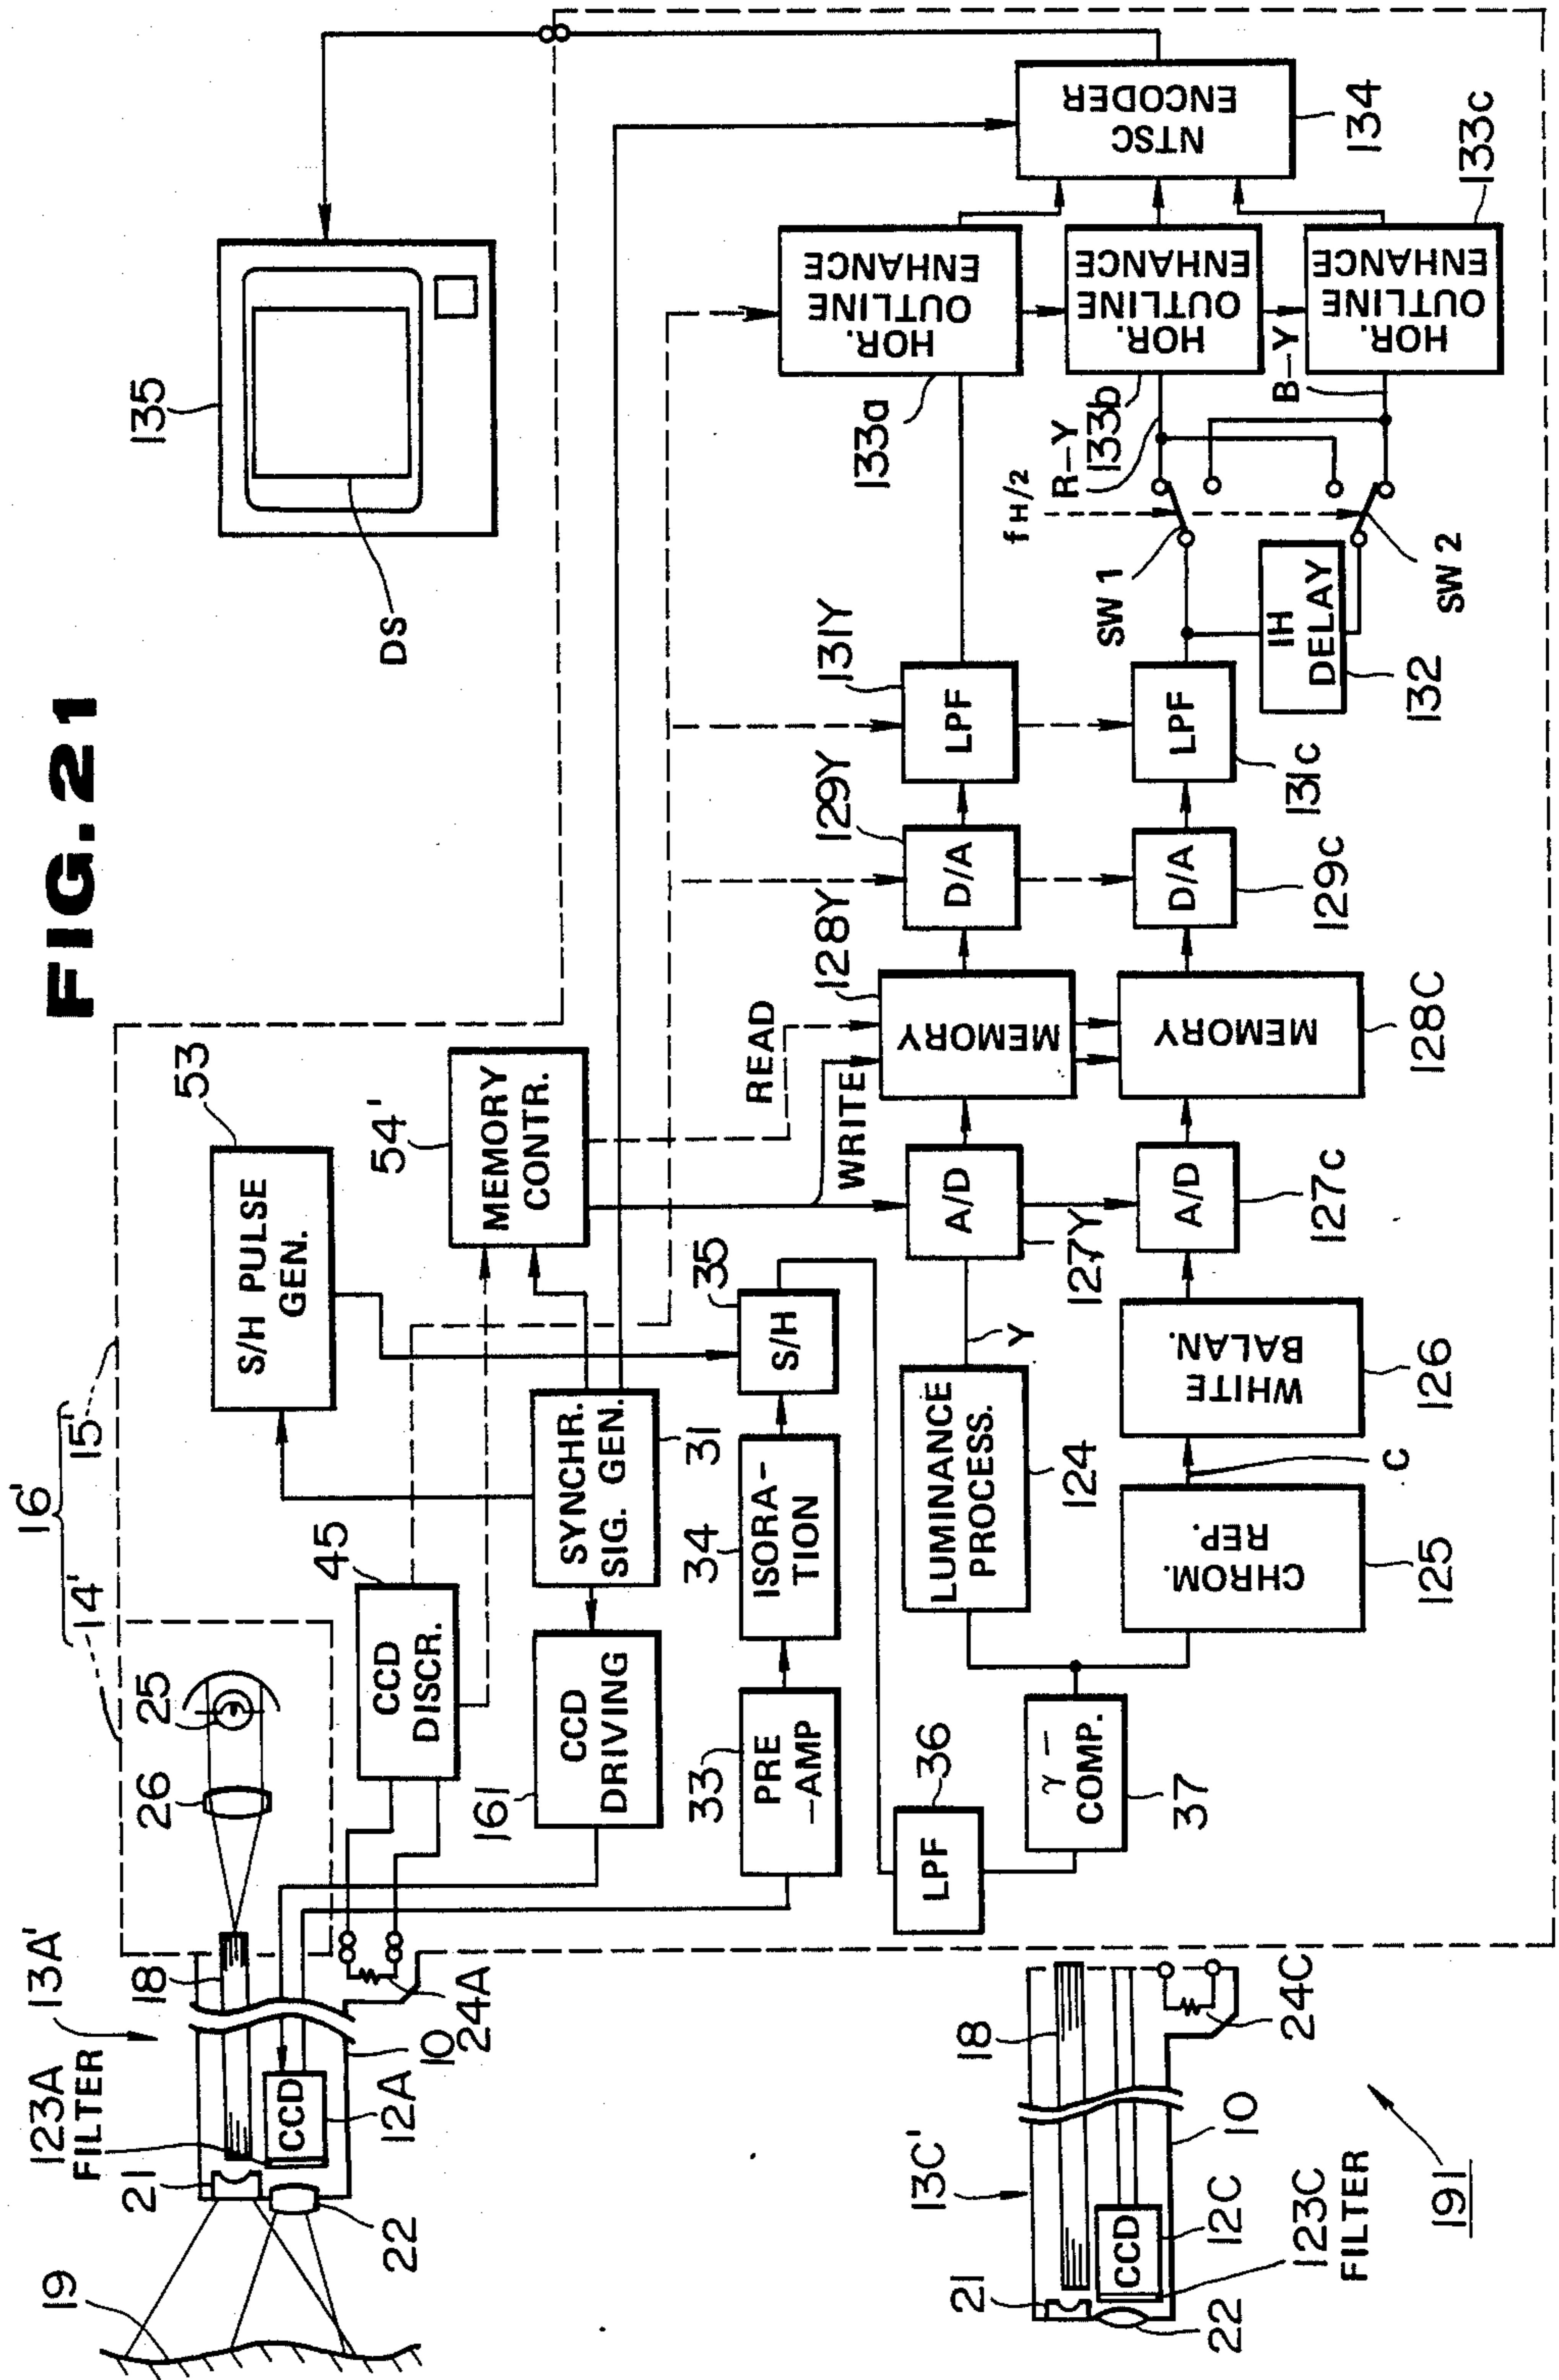 FIG. 21
16'
14'
15'
135
DS
53
S/H PULSE
GEN.
54'
MEMORY
CONTR.
45
CCD
DISCR.
25
26
SYNCHR.
SIG. GEN.
31
161
CCD
DRIVING
33
PRE
-AMP
34
ISORA-
TION
35
S/H
36
LPF
37
γ-
COMP.
READ
WRITE
LUMINANCE
PROCESS.
124
Y
A/D
127Y
MEMORY
128Y
D/A
129Y
LPF
131Y
HOR.
OUTLINE
ENHANCE
133a
CHROM.
REP.
125
C
WHITE
BALAN.
126
A/D
127c
MEMORY
128C
D/A
129c
LPF
131c
1H
DELAY
132
SW 1
SW 2
fH/2
R-Y
B-Y
HOR.
OUTLINE
ENHANCE
133b
HOR.
OUTLINE
ENHANCE
133c
NTSC
ENCODER
134
13A'
18
123A
FILTER
21
19
22
CCD
12A
10
24A
13C'
18
21
22
CCD
12C
123C
FILTER
10
24C
191